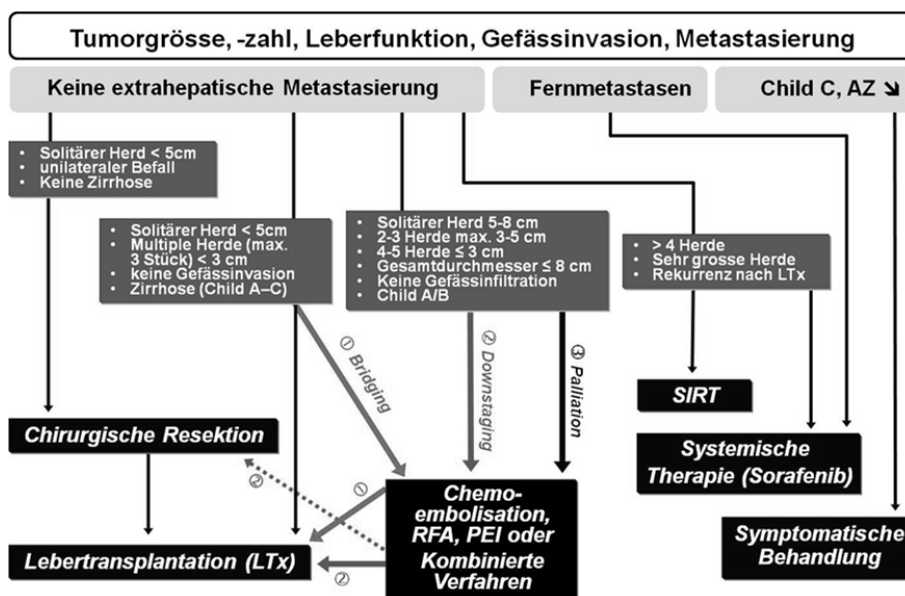 Tumorgrösse, -zahl, Leberfunktion, Gefässinvasion, Metastasierung
Keine extrahepatische Metastasierung
Fernmetastasen
Child C, AZ ↘
• Solitärer Herd < 5cm
• unilateraler Befall
• Keine Zirrhose
• Solitärer Herd < 5cm
• Multiple Herde (max.
3 Stück) < 3 cm
• keine Gefässinvasion
• Zirrhose (Child A–C)
• Solitärer Herd 5-8 cm
• 2-3 Herde max. 3-5 cm
• 4-5 Herde ≤ 3 cm
• Gesamtdurchmesser ≤ 8 cm
• Keine Gefässinfiltration
• Child A/B
• > 4 Herde
• Sehr grosse Herde
• Rekurrenz nach LTx
① Bridging
② Downstaging
③ Palliation
SIRT
Chirurgische Resektion
Systemische
Therapie (Sorafenib)
②
①
Chemo-
embolisation,
RFA, PEI oder
Kombinierte
Verfahren
Symptomatische
Behandlung
Lebertransplantation (LTx)
②